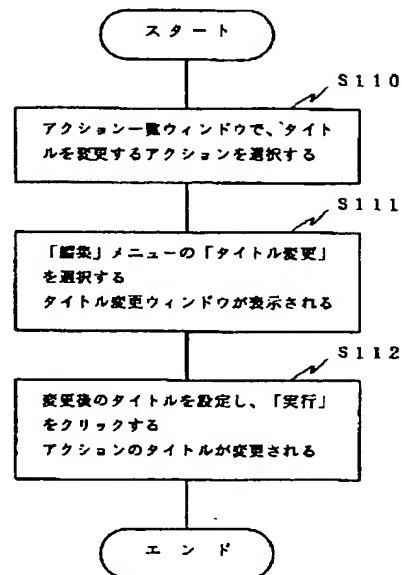 スタート
S110
アクション一覧ウィンドウで、タイト
ルを変更するアクションを選択する
S111
「編集」メニューの「タイトル変更」
を選択する
タイトル変更ウィンドウが表示される
S112
変更後のタイトルを設定し、「実行」
をクリックする
アクションのタイトルが変更される
エンド